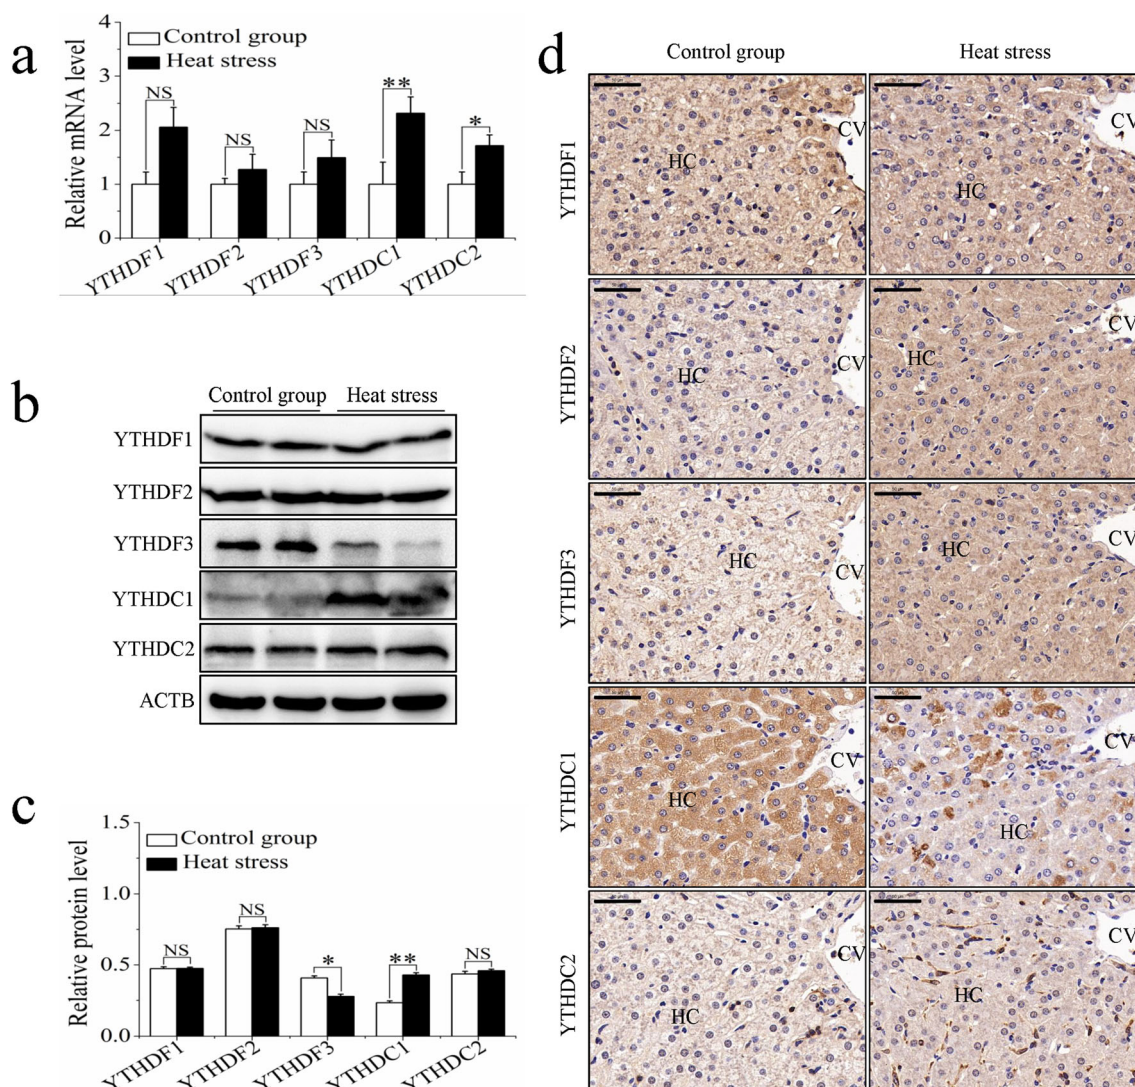 a
Relative mRNA level
4
3
2
1
0
Control group
Heat stress
NS
NS
NS
**
*
YTHDF1
YTHDF2
YTHDF3
YTHDC1
YTHDC2
b
Control group Heat stress
YTHDF1
YTHDF2
YTHDF3
YTHDC1
YTHDC2
ACTB
c
Relative protein level
1.5
1.0
0.5
0.0
Control group
Heat stress
NS
NS
*
**
NS
YTHDF1
YTHDF2
YTHDF3
YTHDC1
YTHDC2
d
Control group Heat stress
YTHDF1
HC
CV
HC
CV
YTHDF2
HC
CV
HC
CV
YTHDF3
HC
CV
HC
CV
YTHDC1
HC
CV
HC
CV
YTHDC2
HC
CV
HC
CV